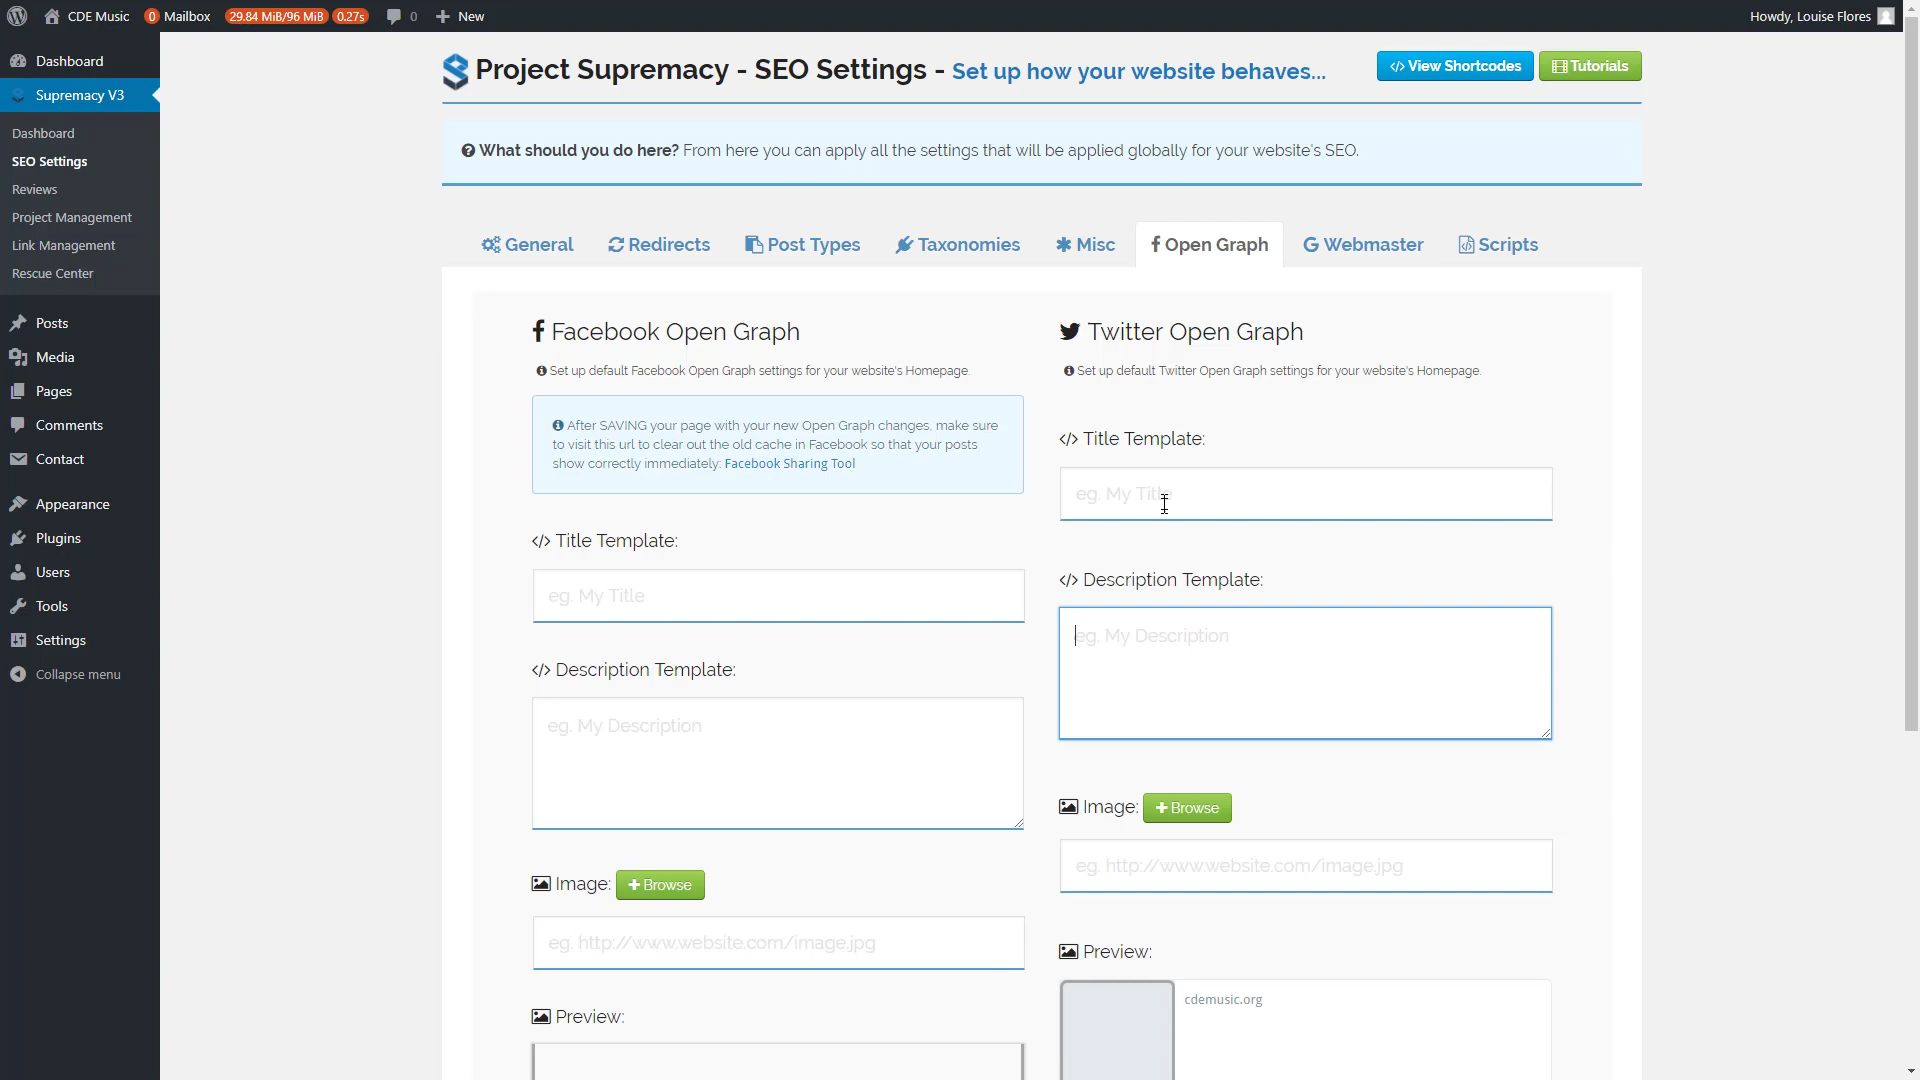 CDE Music
0 Mailbox
29.84 MiB/96 MiB
0.27s
0
New
Howdy, Louise Flores
Dashboard
Supremacy V3
Dashboard
SEO Settings
Reviews
Project Management
Link Management
Rescue Center
Posts
Media
Pages
Comments
Contact
Appearance
Plugins
Users
Tools
Settings
Collapse menu
Project Supremacy - SEO Settings - Set up how your website behaves...
View Shortcodes
Tutorials
What should you do here? From here you can apply all the settings that will be applied globally for your website's SEO.
General
Redirects
Post Types
Taxonomies
Misc
Open Graph
Webmaster
Scripts
Facebook Open Graph
Set up default Facebook Open Graph settings for your website's Homepage.
After SAVING your page with your new Open Graph changes, make sure
to visit this url to clear out the old cache in Facebook so that your posts
show correctly immediately: Facebook Sharing Tool
Title Template:
eg. My Title
Description Template:
eg. My Description
Image:
Browse
eg. http://www.website.com/image.jpg
Preview:
Twitter Open Graph
Set up default Twitter Open Graph settings for your website's Homepage.
Title Template:
eg. My Title
Description Template:
eg. My Description
Image:
Browse
eg. http://www.website.com/image.jpg
Preview:
cdemusic.org